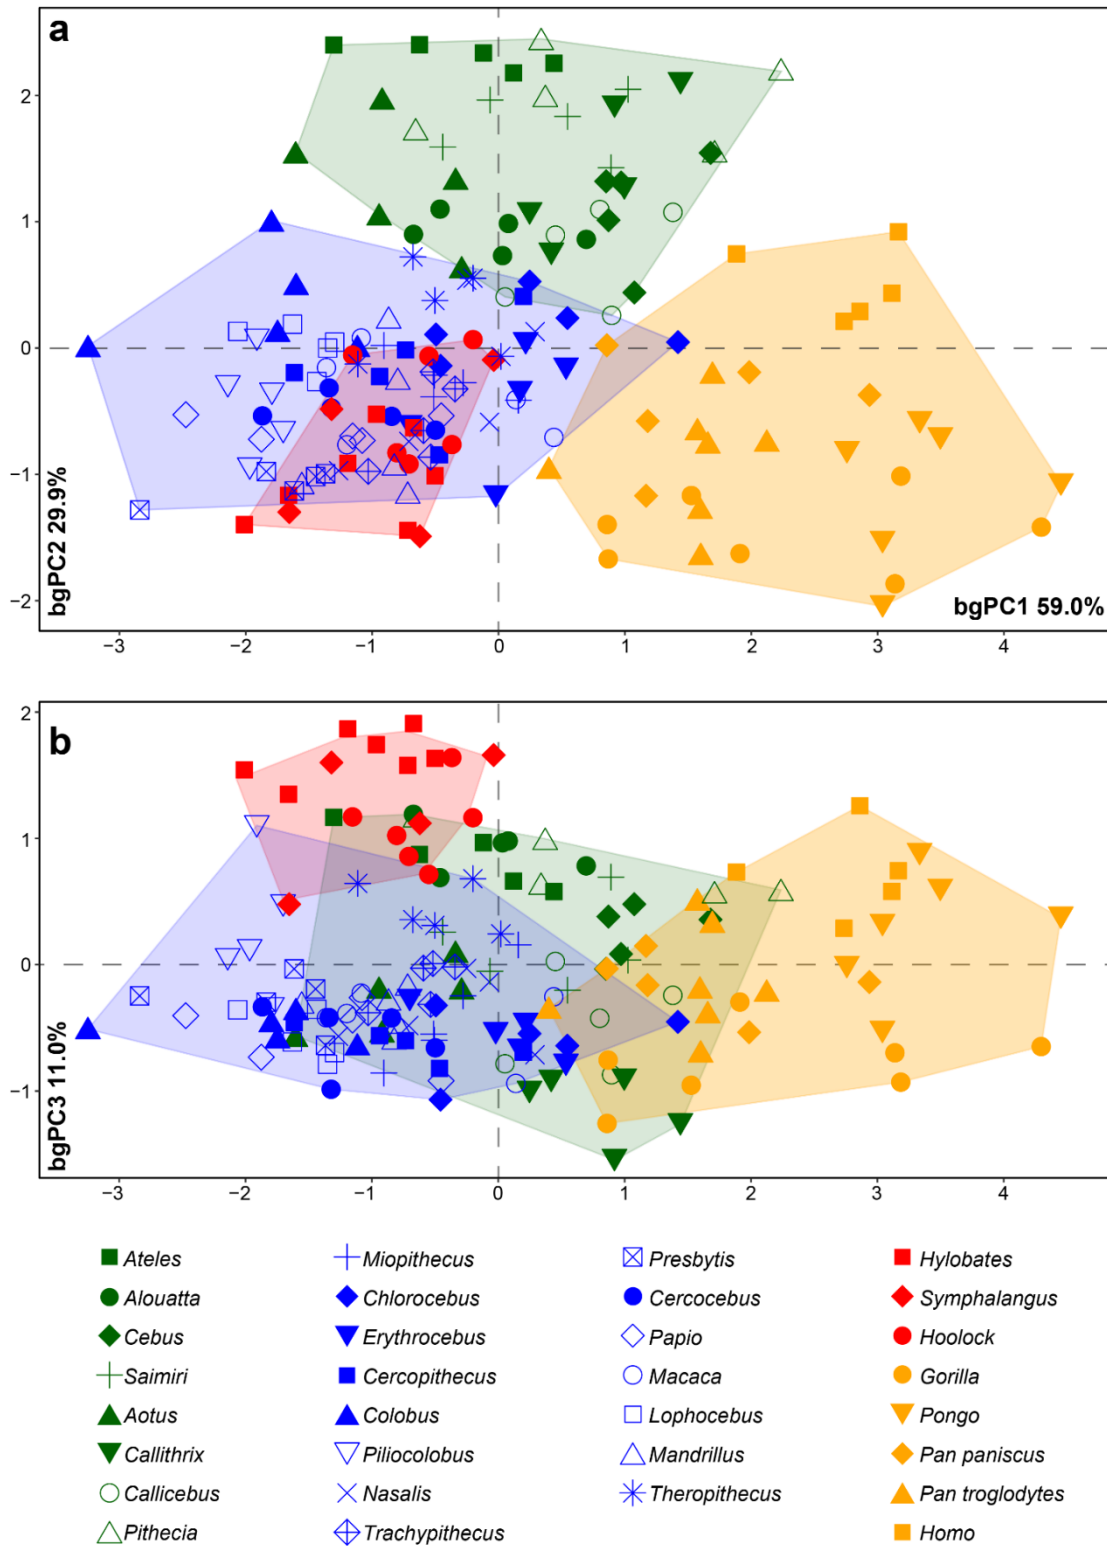 a
2
1
0
−1
−2
bgPC2 29.9%
bgPC1 59.0%
−3 −2 −1 0 1 2 3 4
b
2
1
0
−1
bgPC3 11.0%
−3 −2 −1 0 1 2 3 4
Ateles Miopithecus Presbytis Hylobates
Alouatta Chlorocebus Cercocebus Symphalangus
Cebus Erythrocebus Papio Hoolock
Saimiri Cercopithecus Macaca Gorilla
Aotus Colobus Lophocebus Pongo
Callithrix Piliocolobus Mandrillus Pan paniscus
Callicebus Nasalis Theropithecus Pan troglodytes
Pithecia Trachypithecus Homo